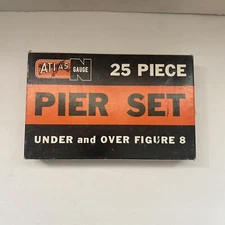 ATLAS
N
GAUGE
25 PIECE
PIER SET
UNDER and OVER FIGURE 8